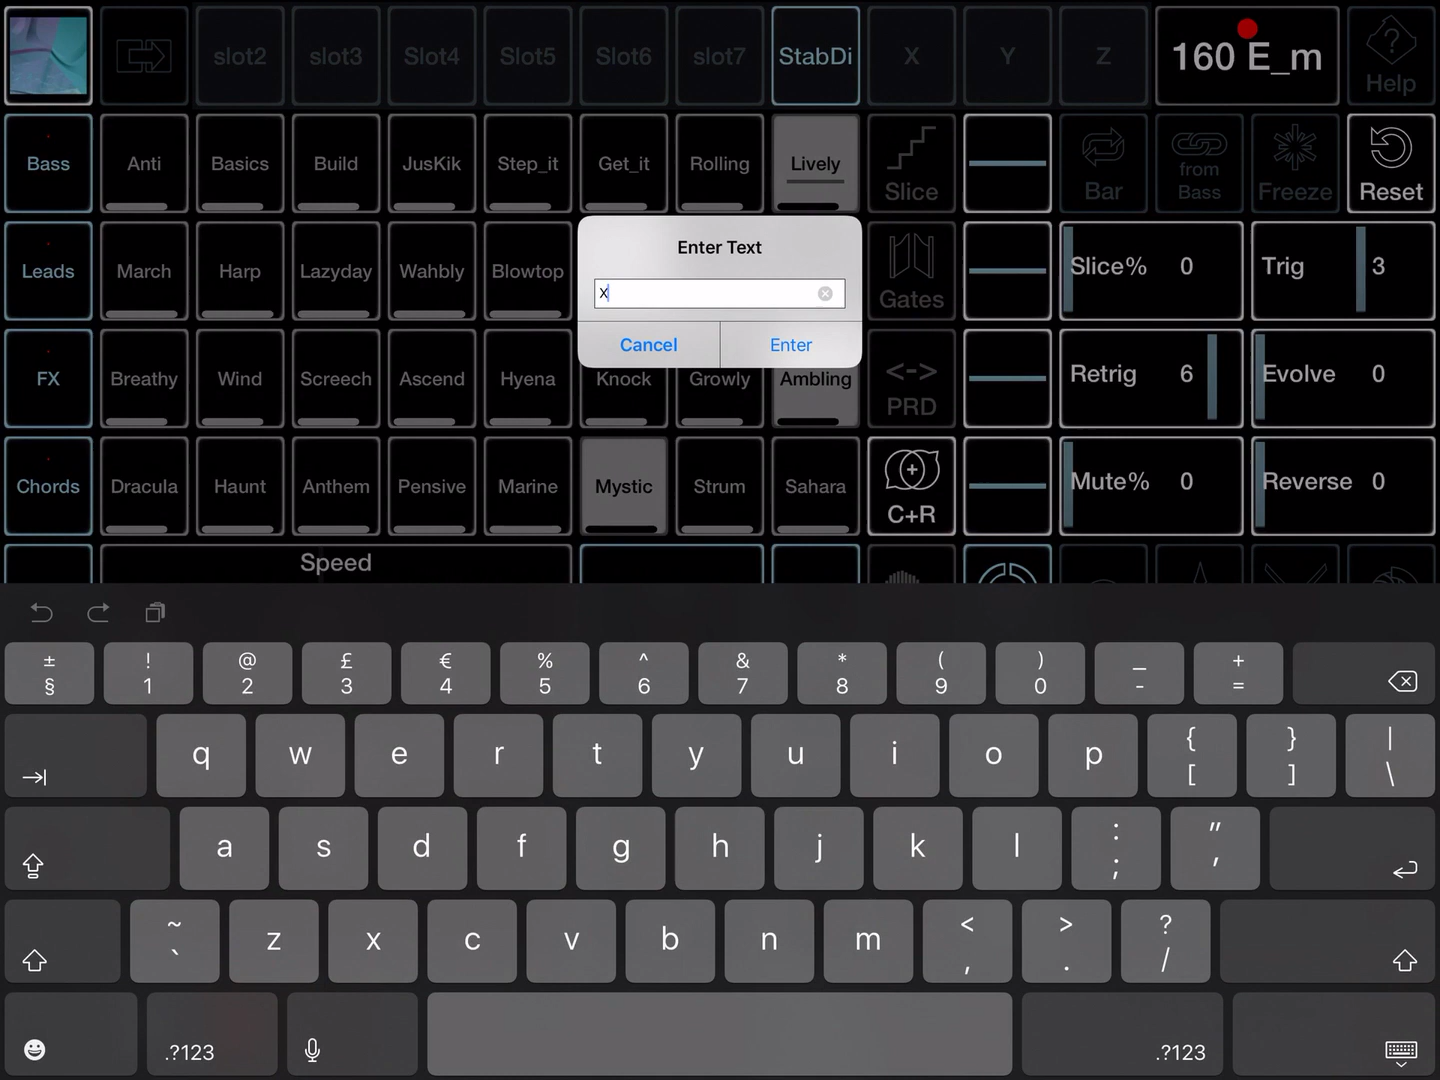 slot2 slot3 Slot4 Slot5 Slot6 slot7 StabDi X Y Z 160 E_m Help
Bass Anti Basics Build JusKik Step_it Get_it Rolling Lively Slice Bar from Bass Freeze Reset
Enter Text
X
Cancel Enter
Leads March Harp Lazyday Wahbly Blowtop Gates Slice% 0 Trig 3
FX Breathy Wind Screech Ascend Hyena Knock Growly Ambling <-> PRD Retrig 6 Evolve 0
Chords Dracula Haunt Anthem Pensive Marine Mystic Strum Sahara C+R Mute% 0 Reverse 0
Speed
± ! @ £ € % ^ & * ( ) _ +
§ 1 2 3 4 5 6 7 8 9 0 - =
q w e r t y u i o p { } |
[ ] \
a s d f g h j k l : "
; '
~ z x c v b n m < > ?
` , . /
.?123 .?123